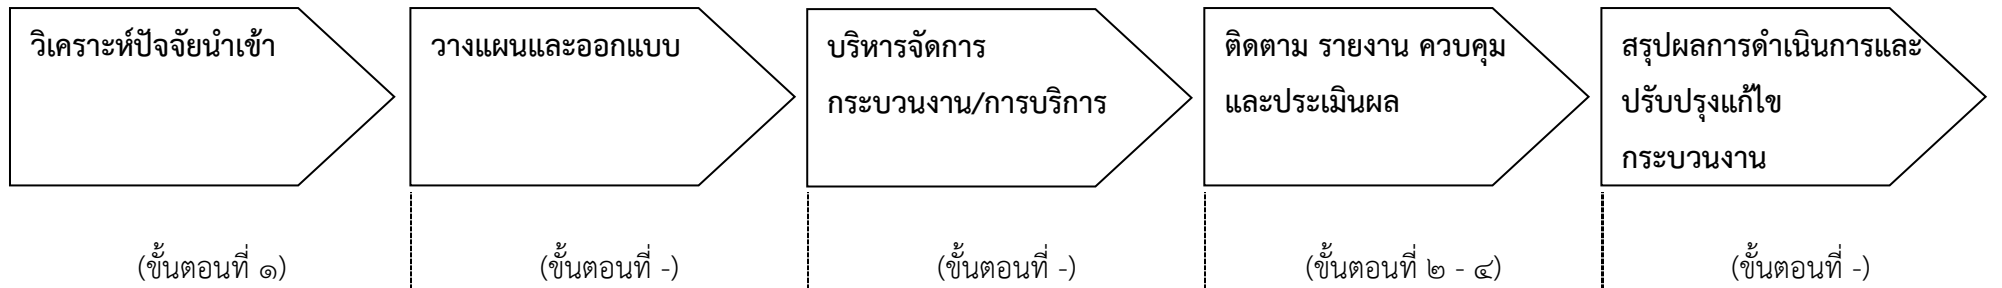 วิเคราะห์ปัจจัยนำเข้า
วางแผนและออกแบบ
บริหารจัดการ
กระบวนงาน/การบริการ
ติดตาม รายงาน ควบคุม
และประเมินผล
สรุปผลการดำเนินการและ
ปรับปรุงแก้ไข
กระบวนงาน
(ขั้นตอนที่ ๑)
(ขั้นตอนที่ -)
(ขั้นตอนที่ -)
(ขั้นตอนที่ ๒ - ๔)
(ขั้นตอนที่ -)